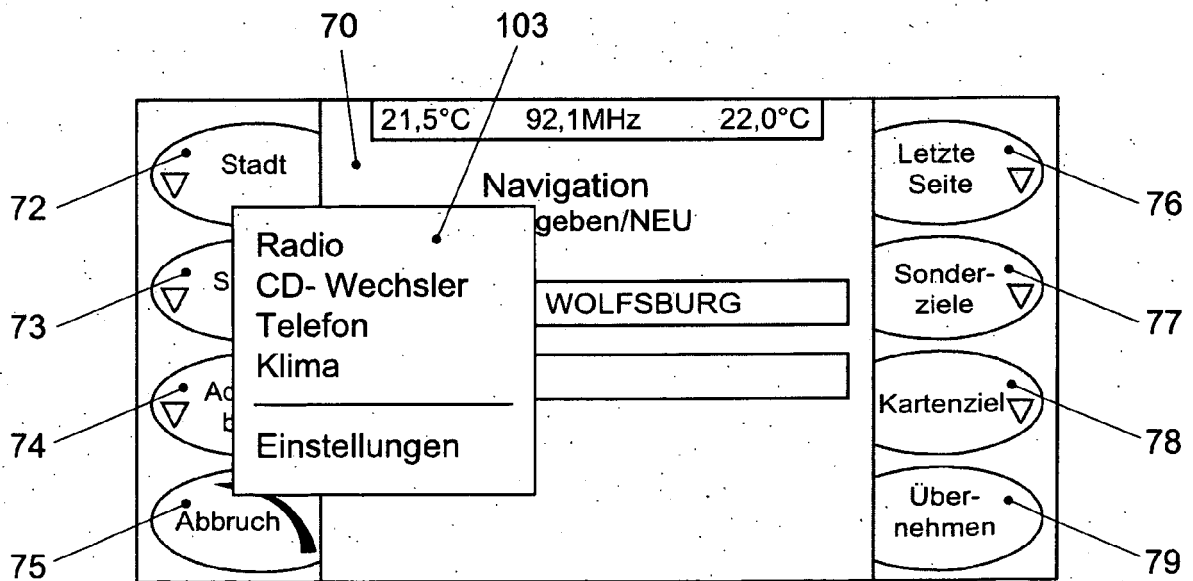 70 103
21,5°C 92,1MHz 22,0°C
72
Stadt
Navigation
geben/NEU
Letzte
Seite
76
Radio
CD- Wechsler
Telefon
Klima
Einstellungen
73
S
WOLFSBURG
Sonder-
ziele
77
74
b
Kartenziel
78
75
Abbruch
Über-
nehmen
79